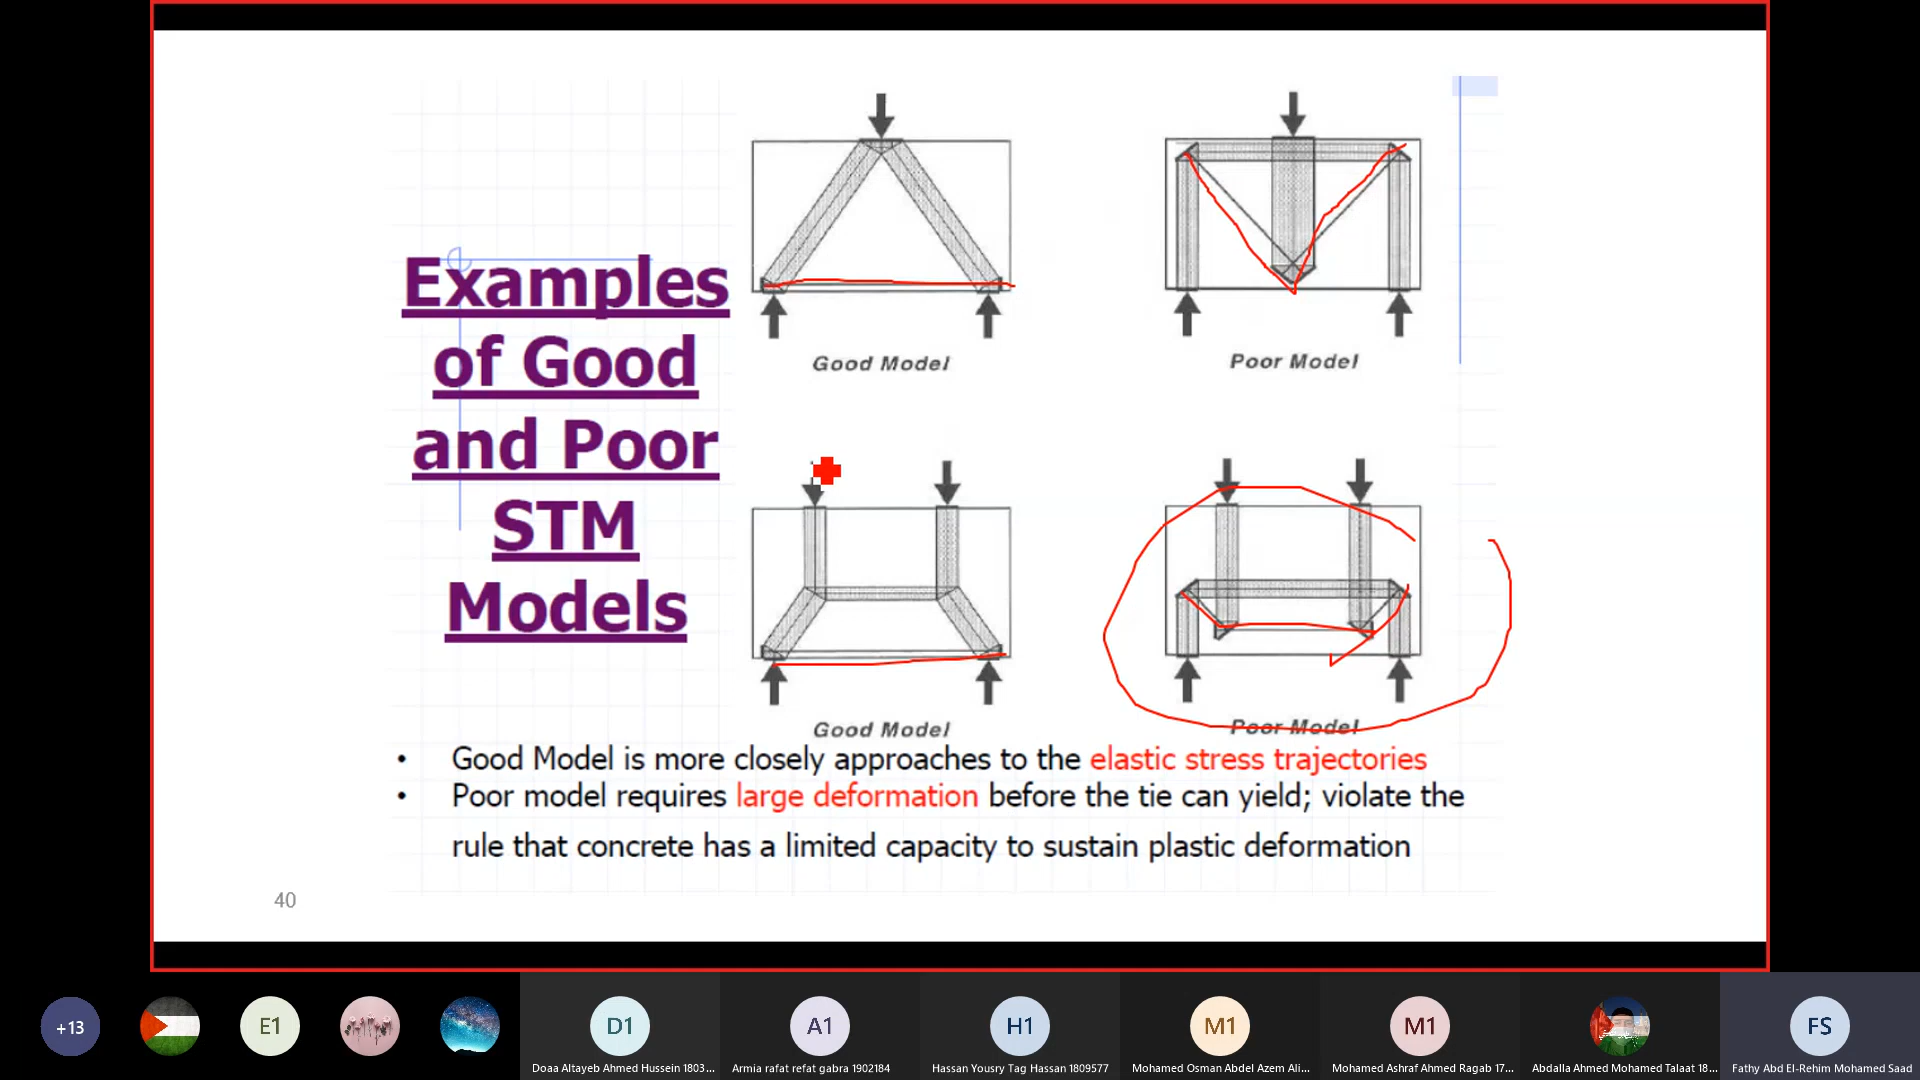 Examples
of Good
and Poor
STM
Models
Good Model
Poor Model
Good Model
Poor Model
• Good Model is more closely approaches to the elastic stress trajectories
• Poor model requires large deformation before the tie can yield; violate the
rule that concrete has a limited capacity to sustain plastic deformation
40
+13
E1
D1
A1
H1
M1
M1
FS
Doaa Altayeb Ahmed Hussein 1803...
Armia rafat refat gabra 1902184
Hassan Yousry Tag Hassan 1809577
Mohamed Osman Abdel Azem Ali...
Mohamed Ashraf Ahmed Ragab 17...
Abdalla Ahmed Mohamed Talaat 18...
Fathy Abd El-Rehim Mohamed Saad